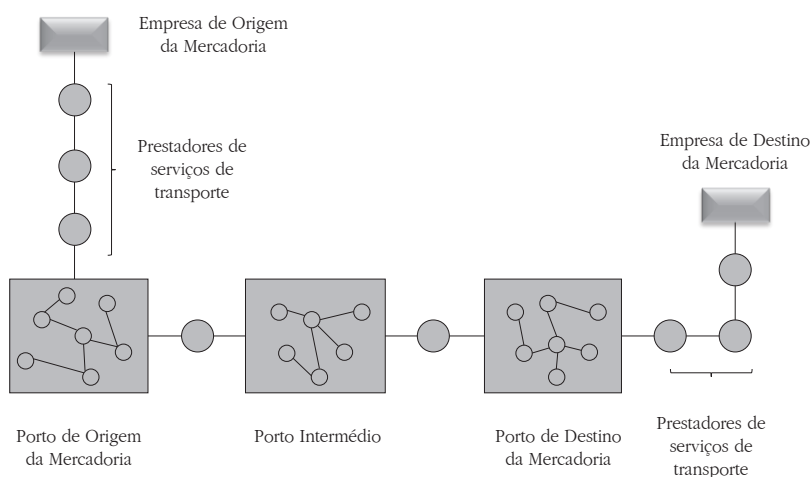 Empresa de Origem
da Mercadoria
Prestadores de
serviços de
transporte
Empresa de Destino
da Mercadoria
Porto de Origem
da Mercadoria
Porto Intermédio
Porto de Destino
da Mercadoria
Prestadores de
serviços de
transporte